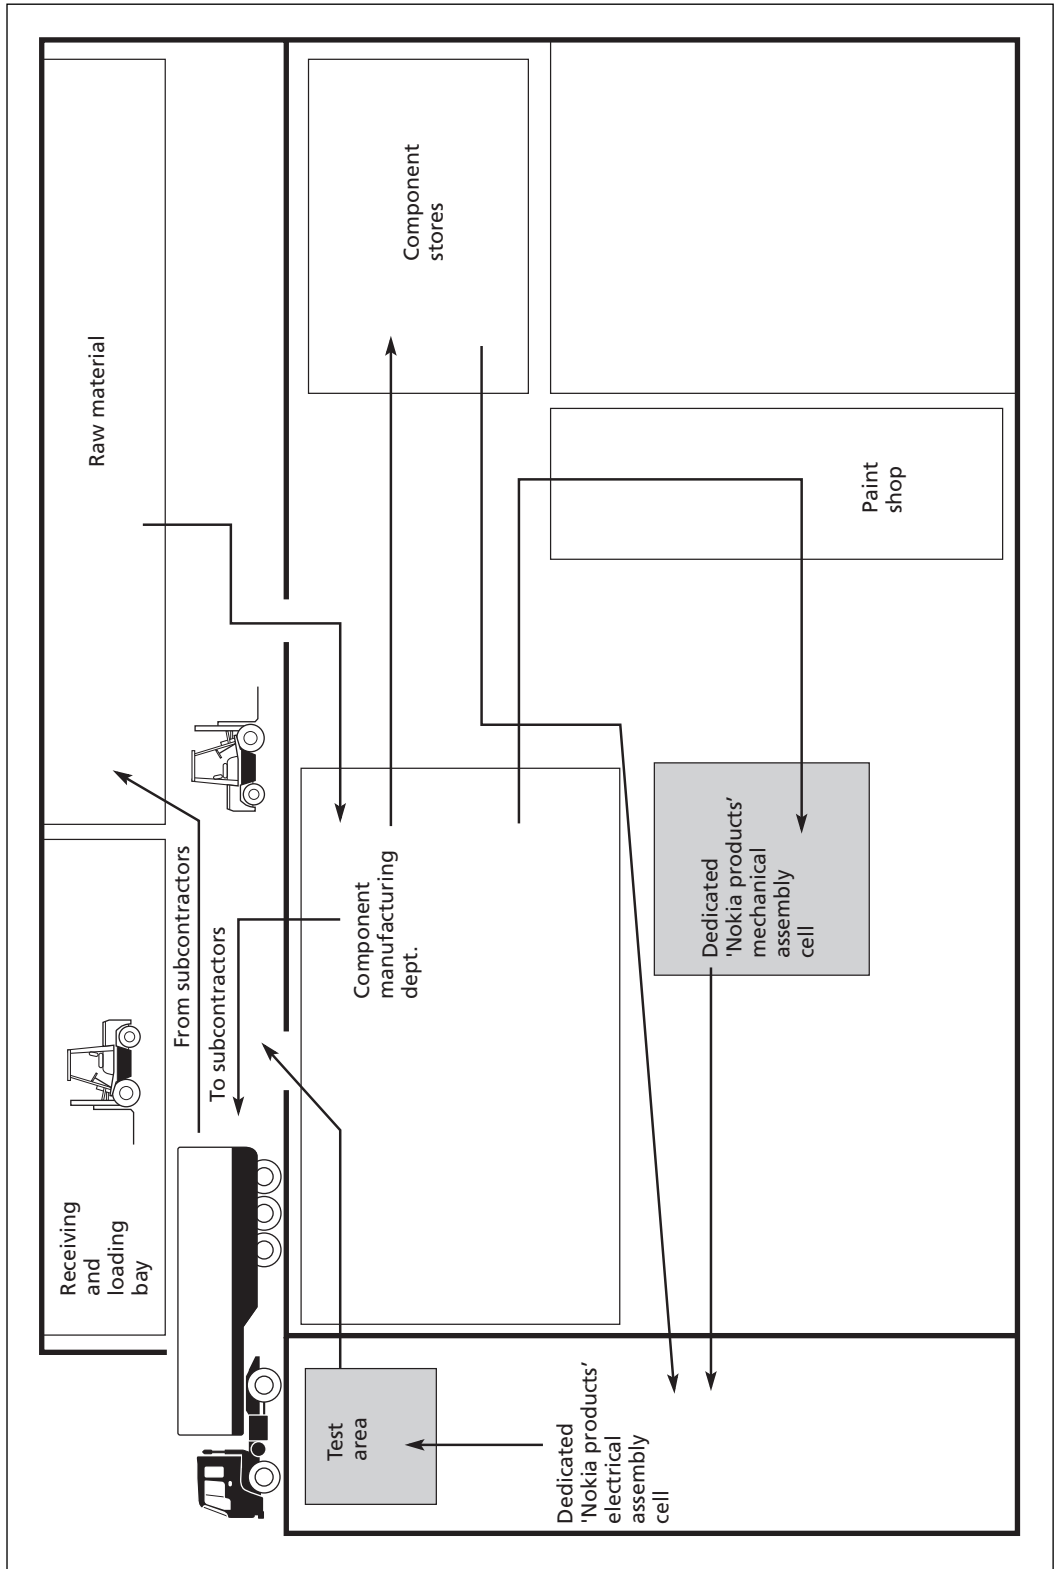 Raw material
Receiving
and
loading
bay
From subcontractors
To subcontractors
Component
stores
Component
manufacturing
dept.
Paint
shop
Dedicated
'Nokia products'
mechanical
assembly
cell
Test
area
Dedicated
'Nokia products'
electrical
assembly
cell